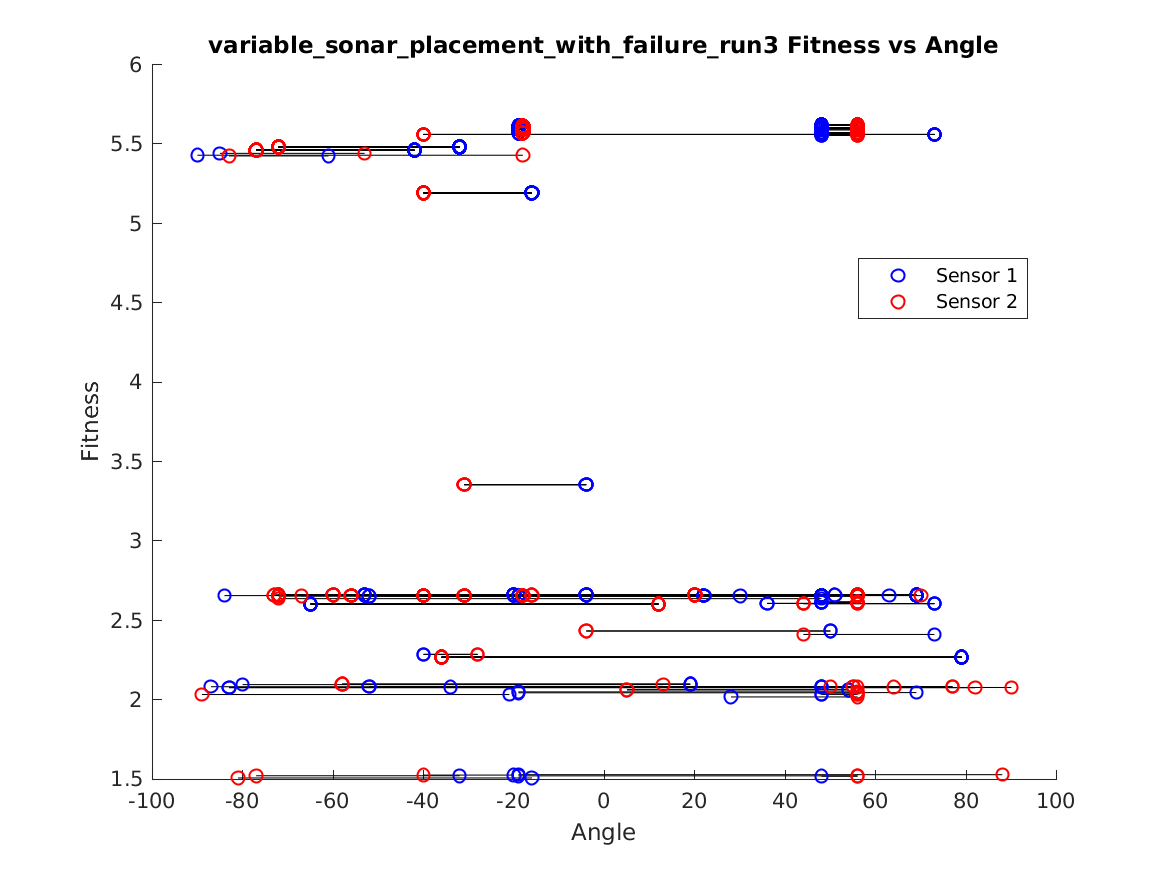 variable_sonar_placement_with_failure_run3 Fitness vs Angle
6
5.5
5
4.5
4
3.5
3
2.5
2
1.5
Fitness
Sensor 1
Sensor 2
-100 -80 -60 -40 -20 0 20 40 60 80 100
Angle